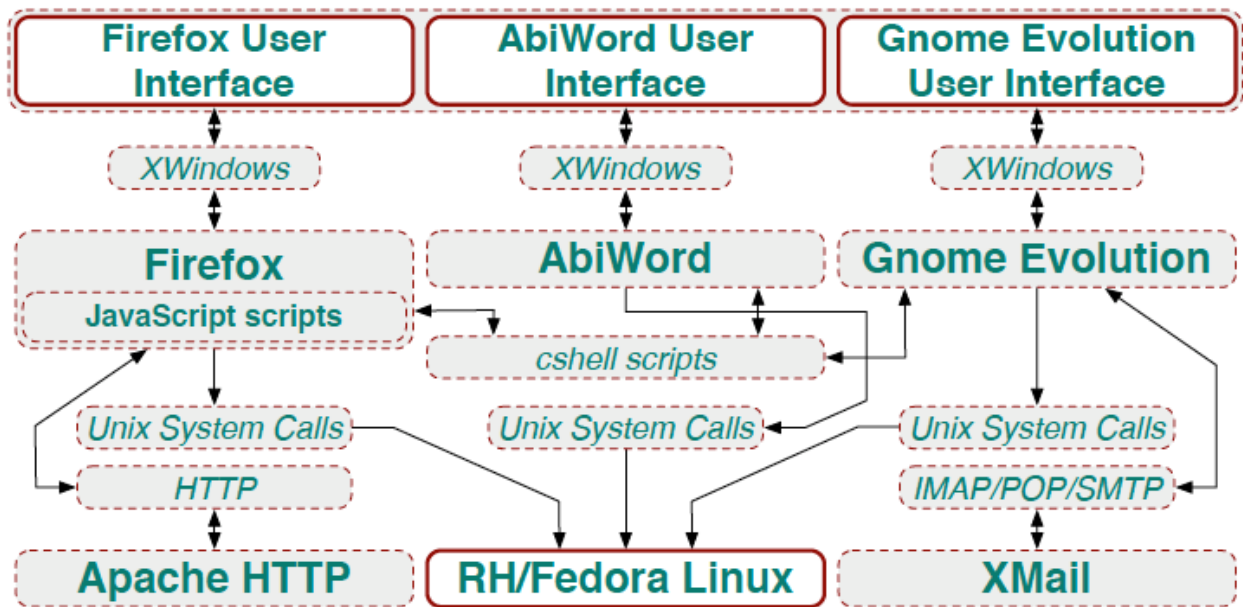 Firefox User
Interface
AbiWord User
Interface
Gnome Evolution
User Interface
XWindows
XWindows
XWindows
Firefox
JavaScript scripts
AbiWord
Gnome Evolution
cshell scripts
Unix System Calls
Unix System Calls
Unix System Calls
HTTP
IMAP/POP/SMTP
Apache HTTP
RH/Fedora Linux
XMail